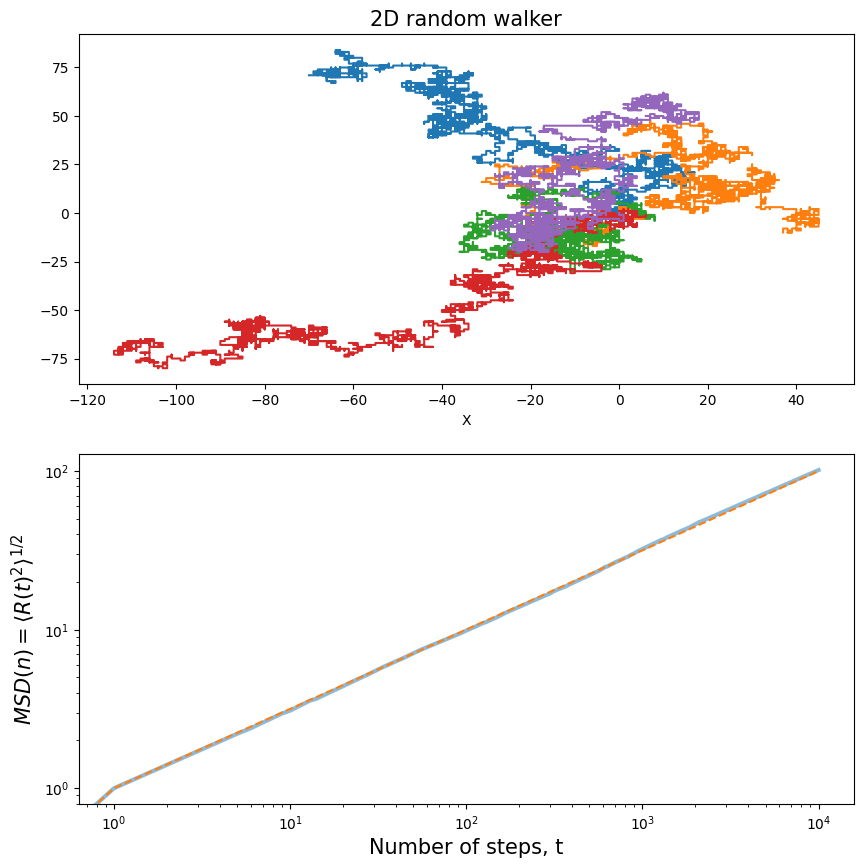 2D random walker
75
50
25
0
−25
−50
−75
−120 −100 −80 −60 −40 −20 0 20 40
X
MSD(n) = ⟨R(t)²⟩^{1/2}
10²
10¹
10⁰
10⁰ 10¹ 10² 10³ 10⁴
Number of steps, t